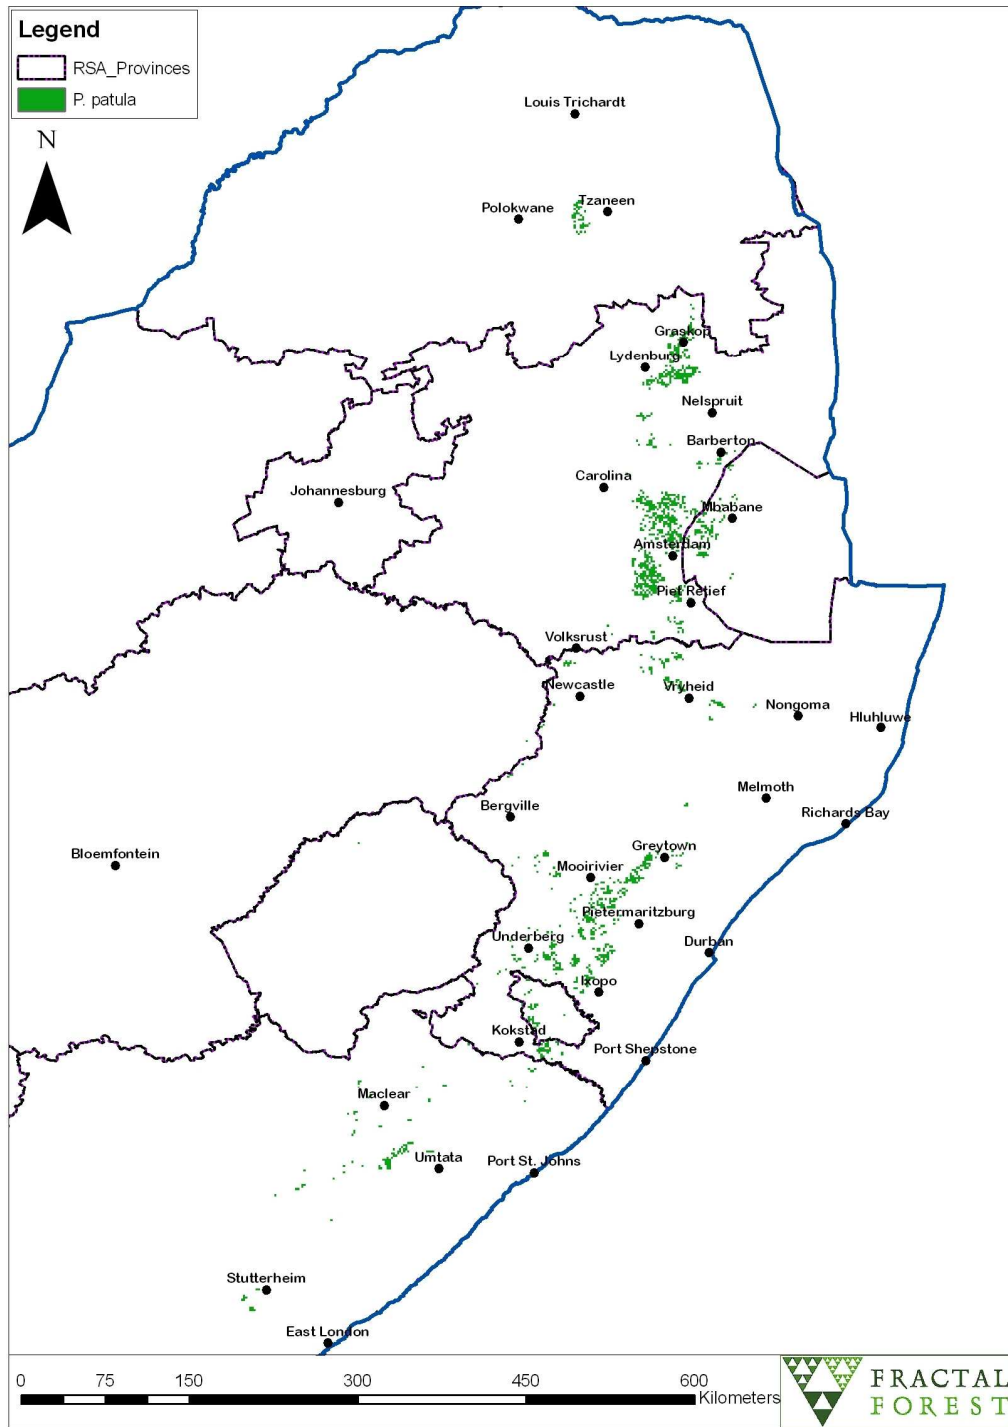 Legend
RSA_Provinces
P. patula
N
Louis Trichardt
Tzaneen
Polokwane
Graskop
Lydenburg
Nelspruit
Barberton
Carolina
Johannesburg
Mbabane
Amsterdam
Piet Retief
Volksrust
Newcastle
Vryheid
Nongoma
Hluhluwe
Melmoth
Bergville
Richards Bay
Greytown
Bloemfontein
Mooirivier
Pietermaritzburg
Underberg
Durban
Ixopo
Kokstad
Port Shepstone
Maclear
Umtata
Port St. Johns
Stutterheim
East London
0 75 150 300 450 600
Kilometers
FRACTAL
FOREST